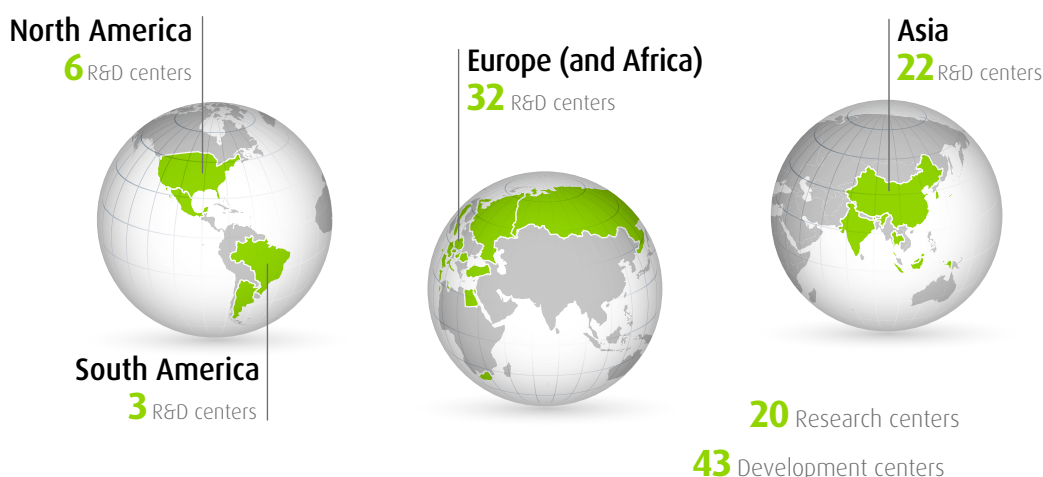 North America
6 R&D centers
Europe (and Africa)
32 R&D centers
Asia
22 R&D centers
South America
3 R&D centers
20 Research centers
43 Development centers